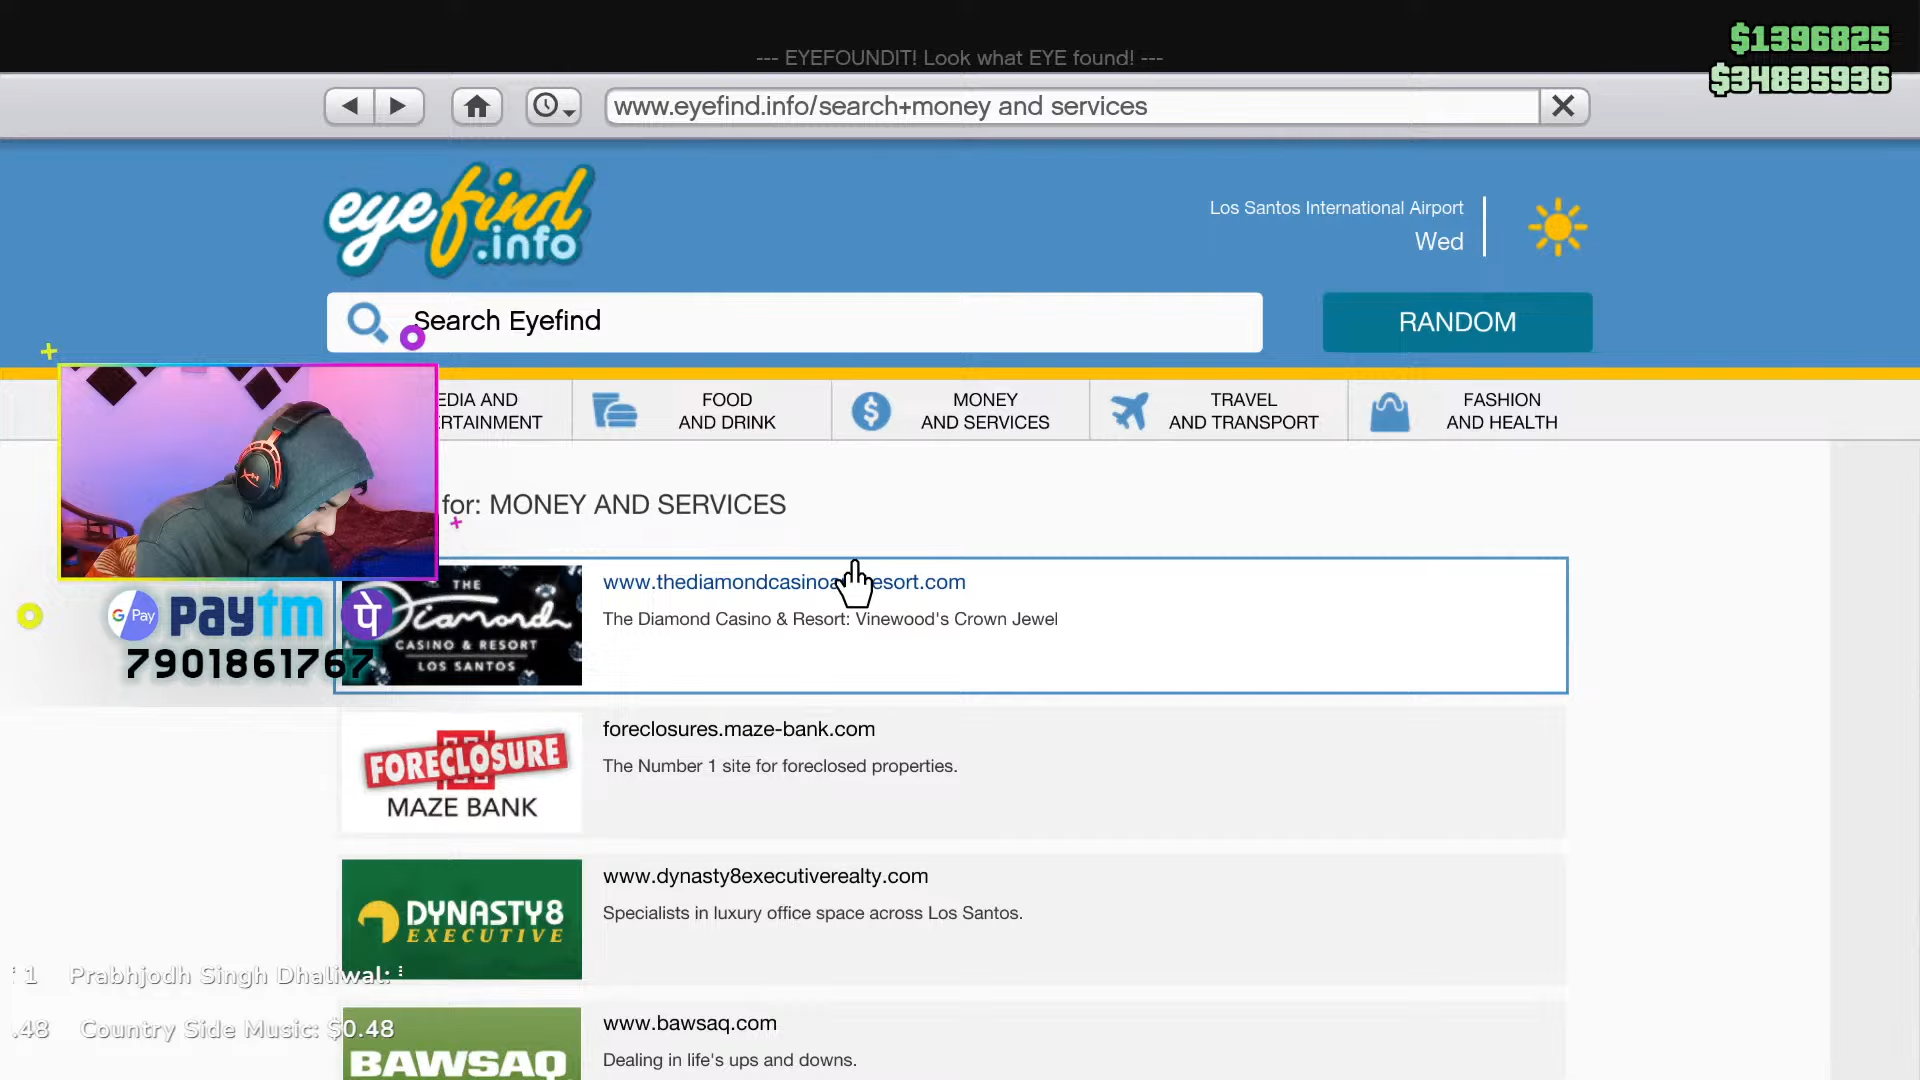 --- EYEFOUNDIT! Look what EYE found! ---
$1396825
$34835936
www.eyefind.info/search+money and services
eyefind
.info
Los Santos International Airport
Wed
Search Eyefind
RANDOM
EDIA AND
RTAINMENT
FOOD
AND DRINK
MONEY
AND SERVICES
TRAVEL
AND TRANSPORT
FASHION
AND HEALTH
for: MONEY AND SERVICES
THE
Diamond
CASINO & RESORT
LOS SANTOS
www.thediamondcasinoa esort.com
The Diamond Casino & Resort: Vinewood's Crown Jewel
G Pay
paytm
पे
7901861767
FORECLOSURE
MAZE BANK
foreclosures.maze-bank.com
The Number 1 site for foreclosed properties.
DYNASTY8
EXECUTIVE
www.dynasty8executiverealty.com
Specialists in luxury office space across Los Santos.
1 Prabhjodh Singh Dhaliwal:
.48 Country Side Music: $0.48
BAWSAQ
www.bawsaq.com
Dealing in life's ups and downs.